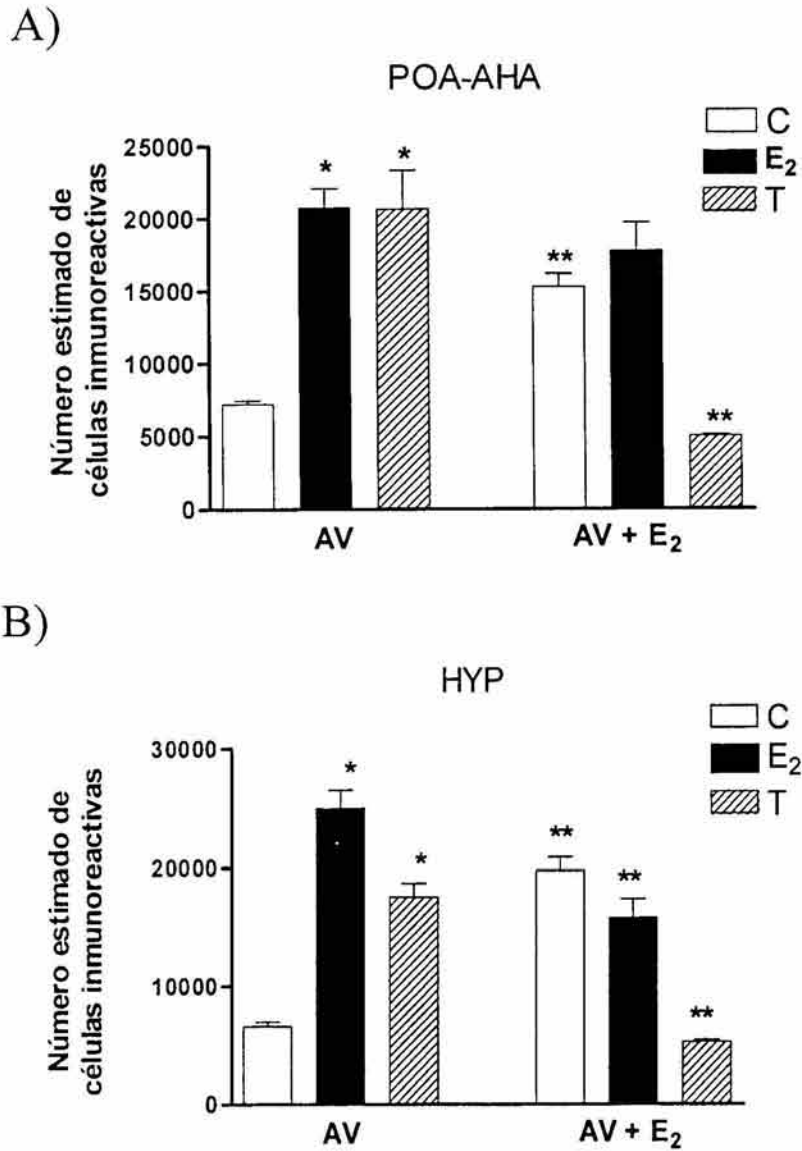 A)
POA-AHA
C
E₂
T
Número estimado de
células inmunoreactivas
25000
20000
15000
10000
5000
0
*
*
**
**
AV
AV + E₂
B)
HYP
C
E₂
T
Número estimado de
células inmunoreactivas
30000
20000
10000
0
*
*
**
**
**
AV
AV + E₂